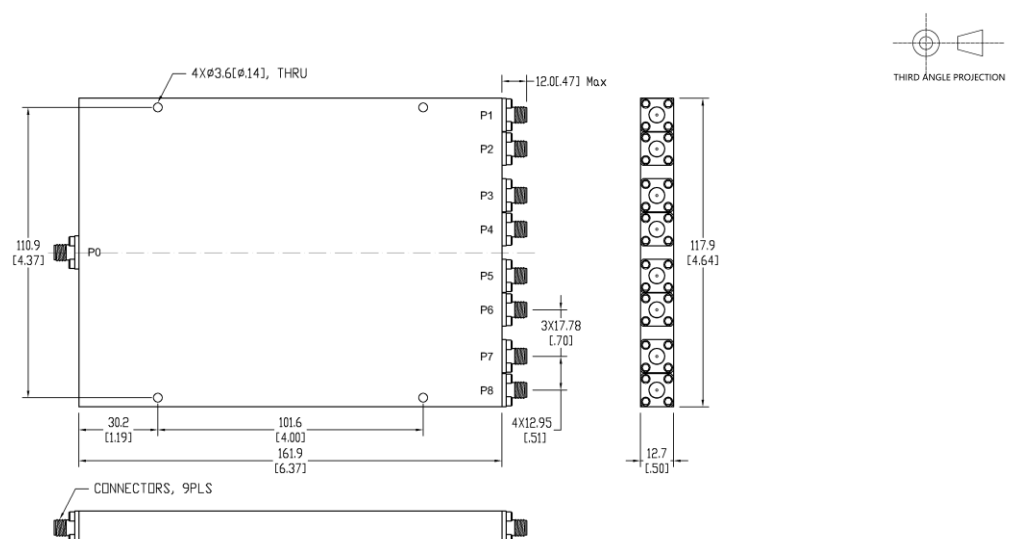 THIRD ANGLE PROJECTION
4XØ3.6[Ø.14], THRU
12.0[.47] Max
P1
P2
P3
P4
P0
P5
P6
P7
P8
110.9
[4.37]
117.9
[4.64]
3X17.78
[.70]
4X12.95
[.51]
30.2
[1.19]
101.6
[4.00]
161.9
[6.37]
12.7
[.50]
CONNECTORS, 9PLS